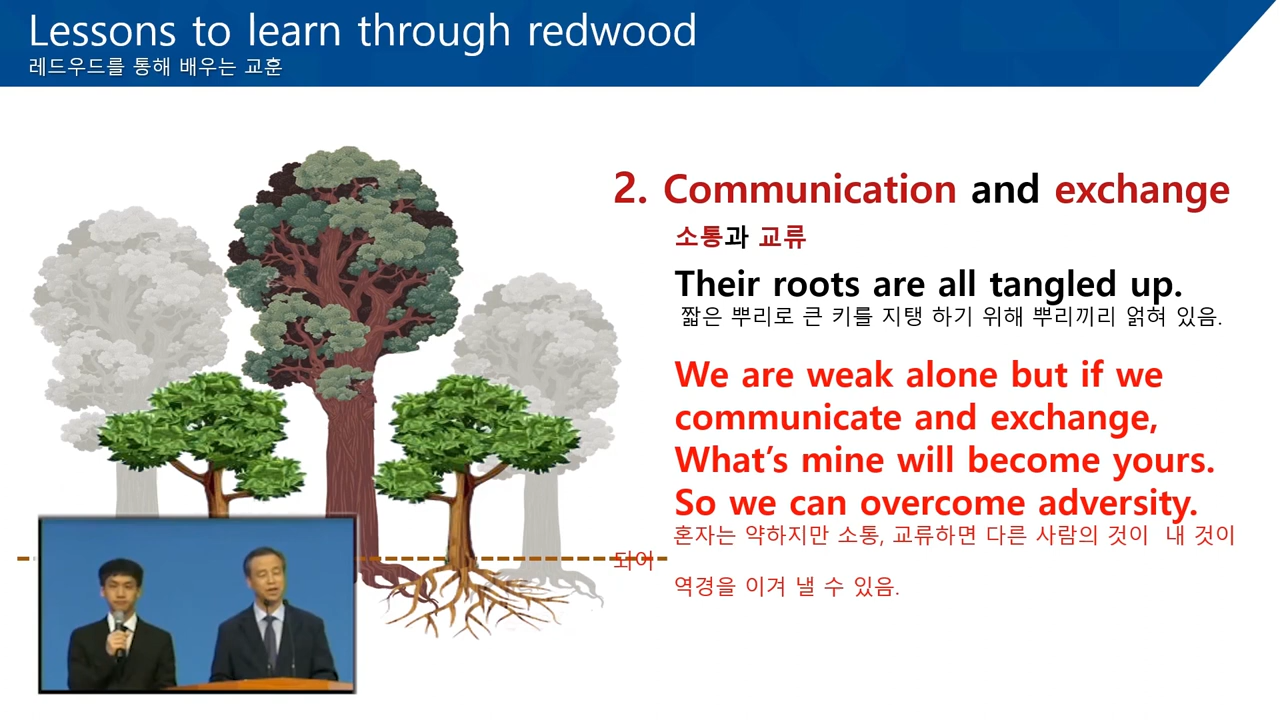 Lessons to learn through redwood
레드우드를 통해 배우는 교훈
2. Communication and exchange
소통과 교류
Their roots are all tangled up.
짧은 뿌리로 큰 키를 지탱 하기 위해 뿌리끼리 얽혀 있음.
We are weak alone but if we
communicate and exchange,
What’s mine will become yours.
So we can overcome adversity.
혼자는 약하지만 소통, 교류하면 다른 사람의 것이 내 것이
되어
역경을 이겨 낼 수 있음.